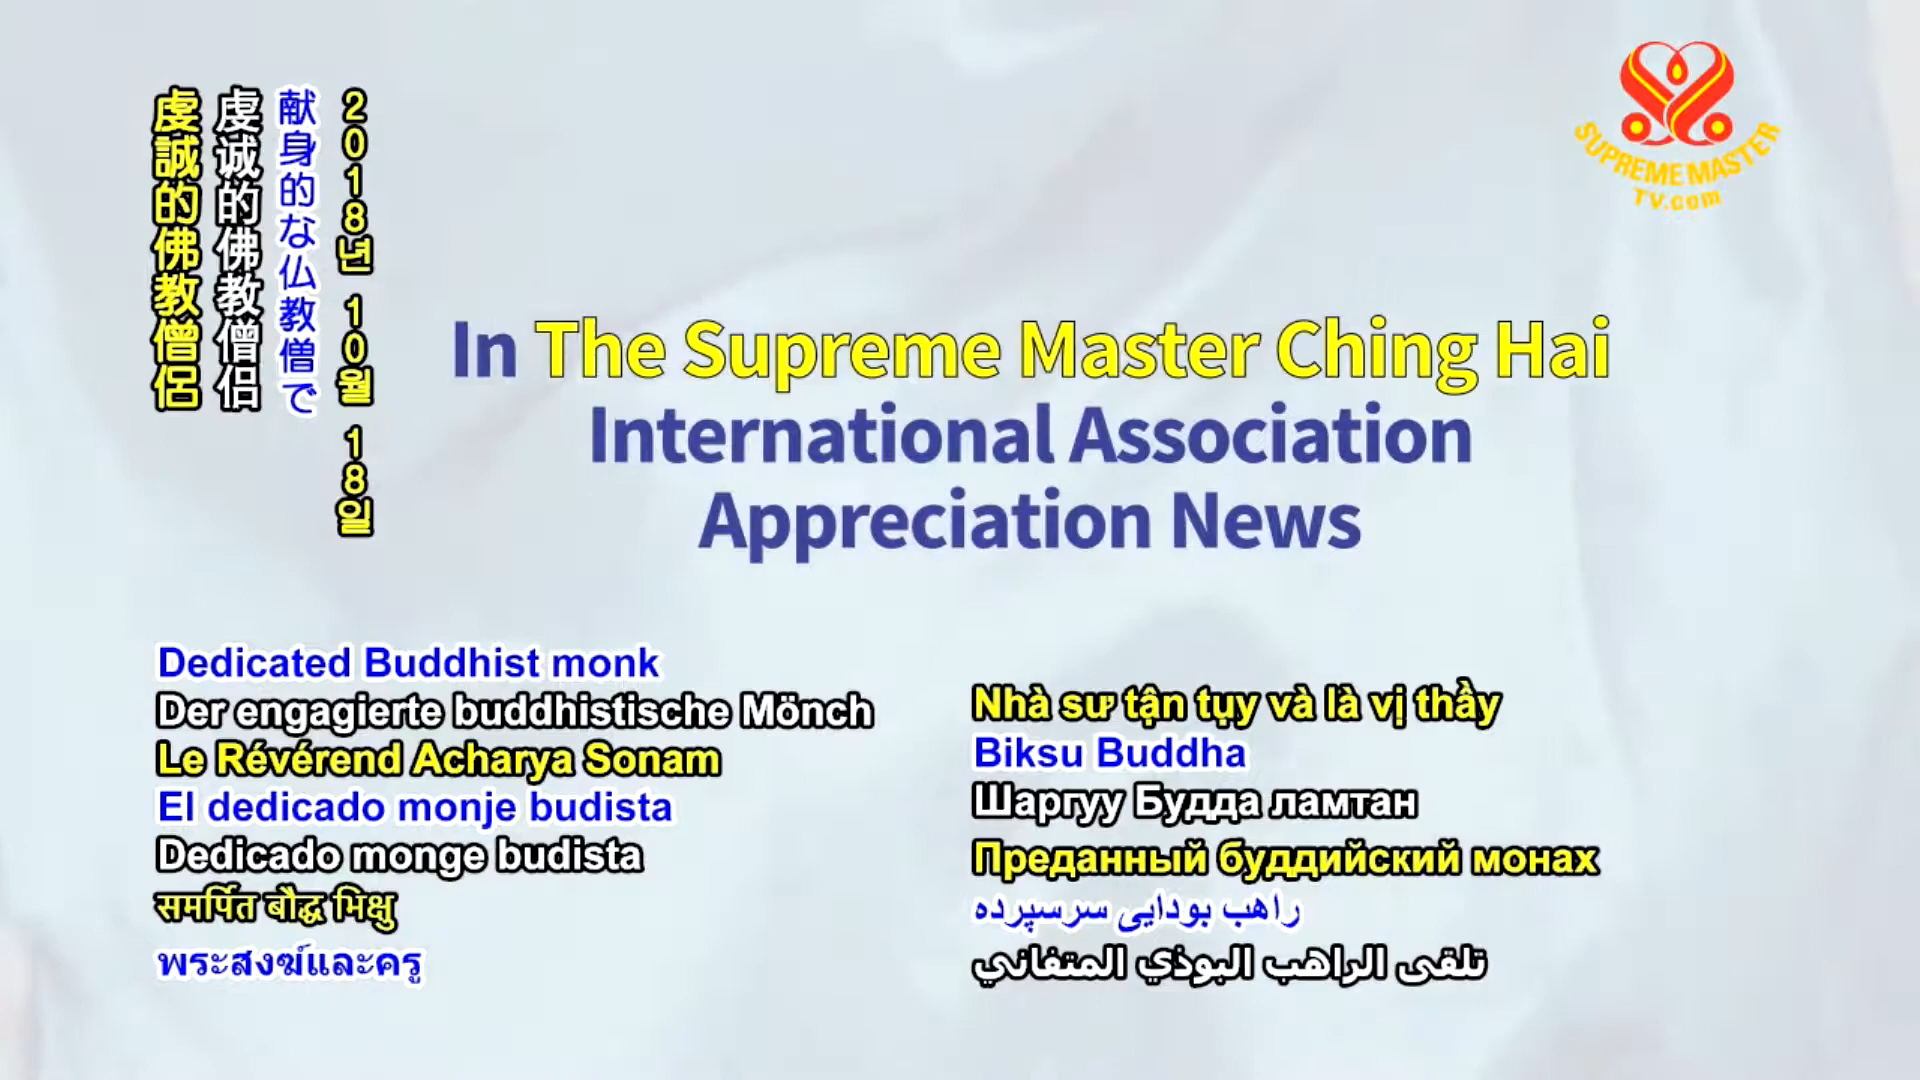 虔誠的佛教僧侶
虔诚的佛教僧侣
献身的な仏教僧で
2018년 10월 18일
SUPREME MASTER
TV.com
In The Supreme Master Ching Hai
International Association
Appreciation News
Dedicated Buddhist monk
Der engagierte buddhistische Mönch
Le Révérend Acharya Sonam
El dedicado monje budista
Dedicado monge budista
समर्पित बौद्ध भिक्षु
พระสงฆ์และครู
Nhà sư tận tụy và là vị thầy
Biksu Buddha
Шаргуу Будда ламтан
Преданный буддийский монах
راهب بودایی سرسپرده
تلقى الراهب البوذي المتفاني